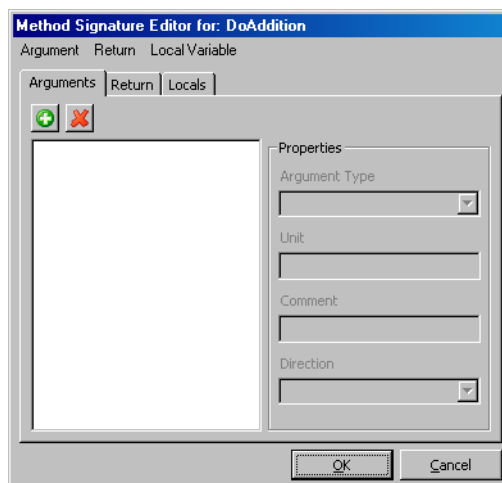 Method Signature Editor for: DoAddition
Argument Return Local Variable
Arguments Return Locals
Properties
Argument Type
Unit
Comment
Direction
OK Cancel